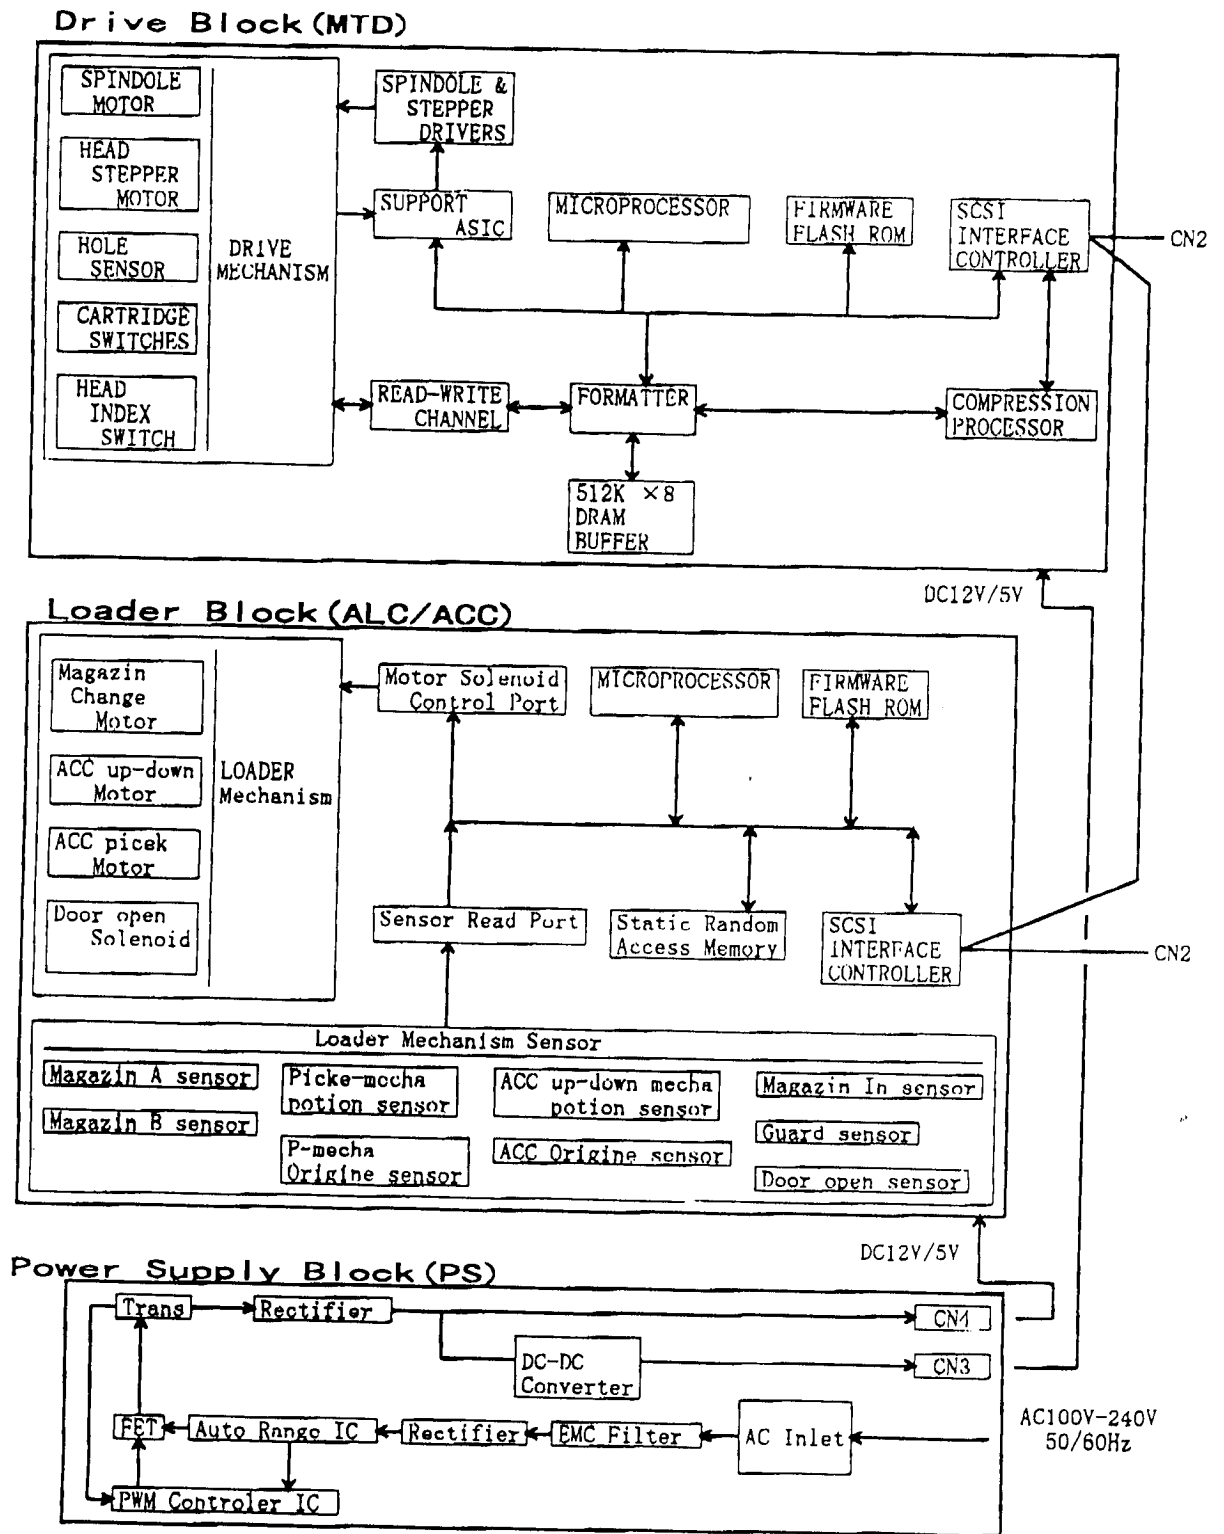 Drive Block(MTD)
SPINDOLE
MOTOR
HEAD
STEPPER
MOTOR
HOLE
SENSOR
CARTRIDGE
SWITCHES
HEAD
INDEX
SWITCH
DRIVE
MECHANISM
SPINDOLE &
STEPPER
DRIVERS
SUPPORT
ASIC
MICROPROCESSOR
FIRMWARE
FLASH ROM
SCSI
INTERFACE
CONTROLLER
CN2
READ-WRITE
CHANNEL
FORMATTER
COMPRESSION
PROCESSOR
512K ×8
DRAM
BUFFER
DC12V/5V
Loader Block(ALC/ACC)
Magazin
Change
Motor
ACC up-down
Motor
ACC picek
Motor
Door open
Solenoid
LOADER
Mechanism
Motor Solenoid
Control Port
MICROPROCESSOR
FIRMWARE
FLASH ROM
Sensor Read Port
Static Random
Access Memory
SCSI
INTERFACE
CONTROLLER
CN2
Loader Mechanism Sensor
Magazin A sensor
Magazin B sensor
Picke-mecha
potion sensor
P-mecha
Origine sensor
ACC up-down mecha
potion sensor
ACC Origine sensor
Magazin In sensor
Guard sensor
Door open sensor
DC12V/5V
Power Supply Block(PS)
Trans
Rectifier
CN4
DC-DC
Converter
CN3
FET
Auto Range IC
Rectifier
EMC Filter
AC Inlet
AC100V-240V
50/60Hz
PWM Controler IC